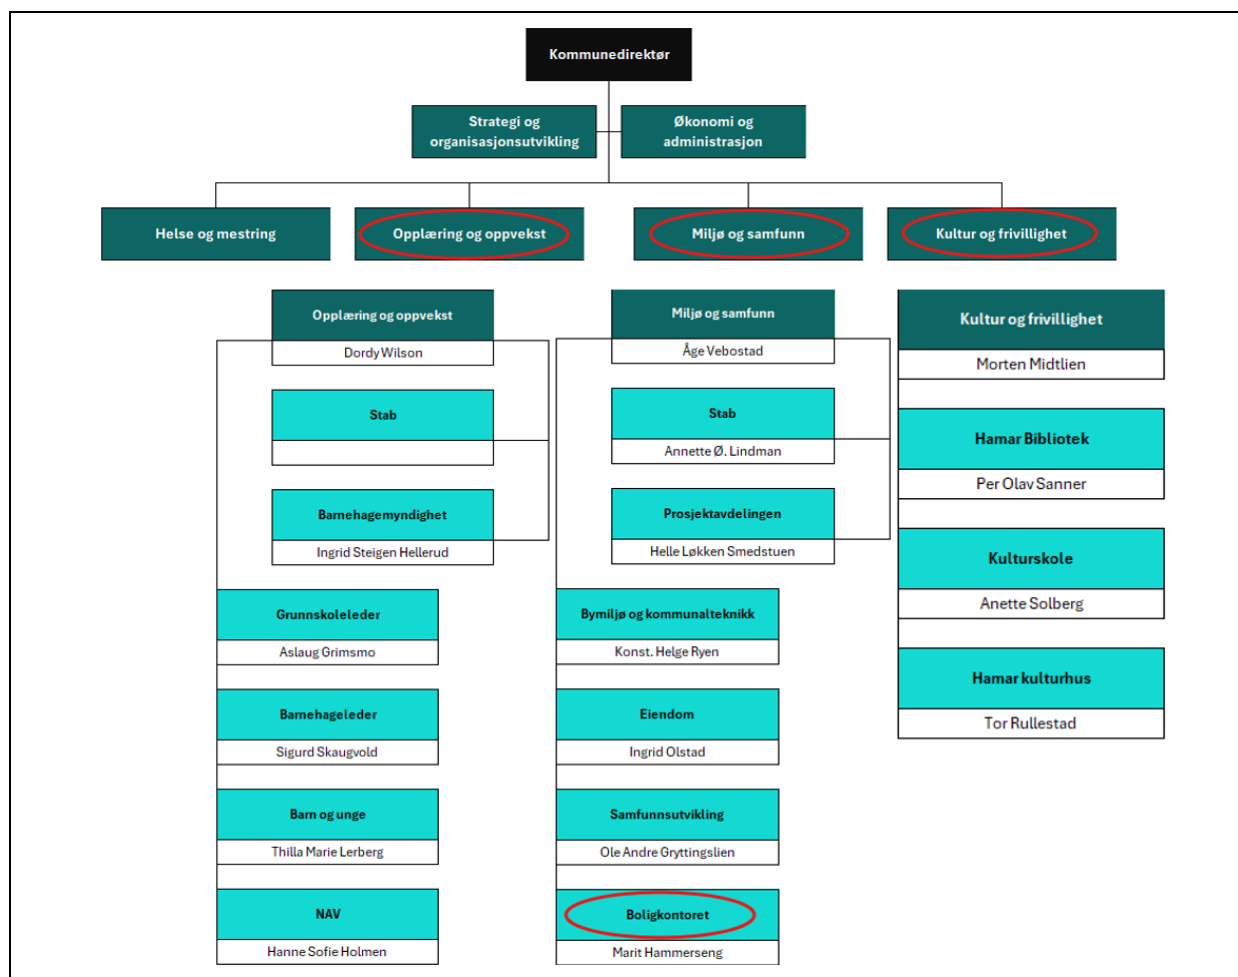 Kommunedirektør
Strategi og
organisasjonsutvikling
Økonomi og
administrasjon
Helse og mestring
Opplæring og oppvekst
Miljø og samfunn
Kultur og frivillighet
Opplæring og oppvekst
Dordy Wilson
Stab
Barnehagemyndighet
Ingrid Steigen Hellerud
Grunnskoleleder
Aslaug Grimsmo
Barnehageleder
Sigurd Skaugvold
Barn og unge
Thilla Marie Lerberg
NAV
Hanne Sofie Holmen
Miljø og samfunn
Åge Vebostad
Stab
Annette Ø. Lindman
Prosjektavdelingen
Helle Løkken Smedstuen
Bymiljø og kommunalteknikk
Konst. Helge Ryen
Eiendom
Ingrid Olstad
Samfunnsutvikling
Ole Andre Gryttingslien
Boligkontoret
Marit Hammerseng
Kultur og frivillighet
Morten Midtlien
Hamar Bibliotek
Per Olav Sanner
Kulturskole
Anette Solberg
Hamar kulturhus
Tor Rullestad